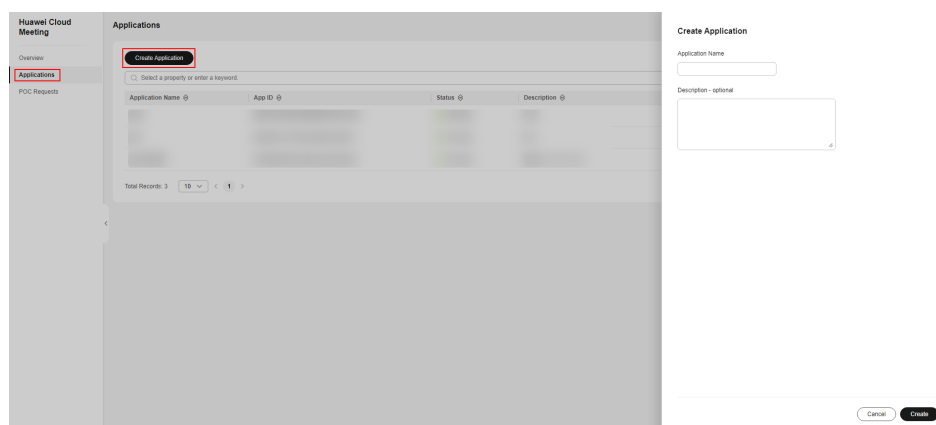 Huawei Cloud
Meeting
Overview
Applications
POC Requests
Applications
Create Application
Select a property or enter a keyword.
Application Name App ID Status Description
Total Records: 3 10 < 1 >
<
Create Application
Application Name
Description - optional
Cancel Create